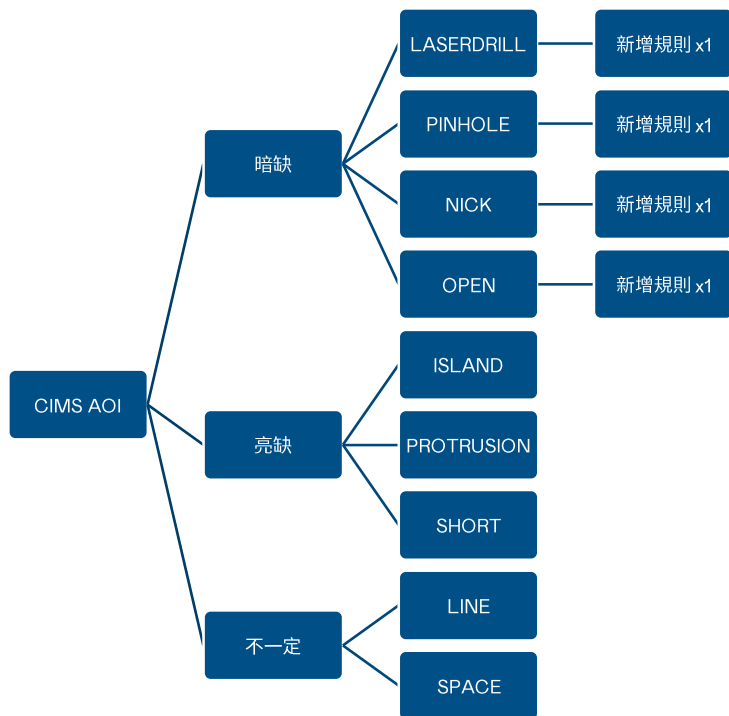 LASERDRILL
新增規則 x1
PINHOLE
新增規則 x1
暗缺
NICK
新增規則 x1
OPEN
新增規則 x1
ISLAND
CIMS AOI
亮缺
PROTRUSION
SHORT
LINE
不一定
SPACE